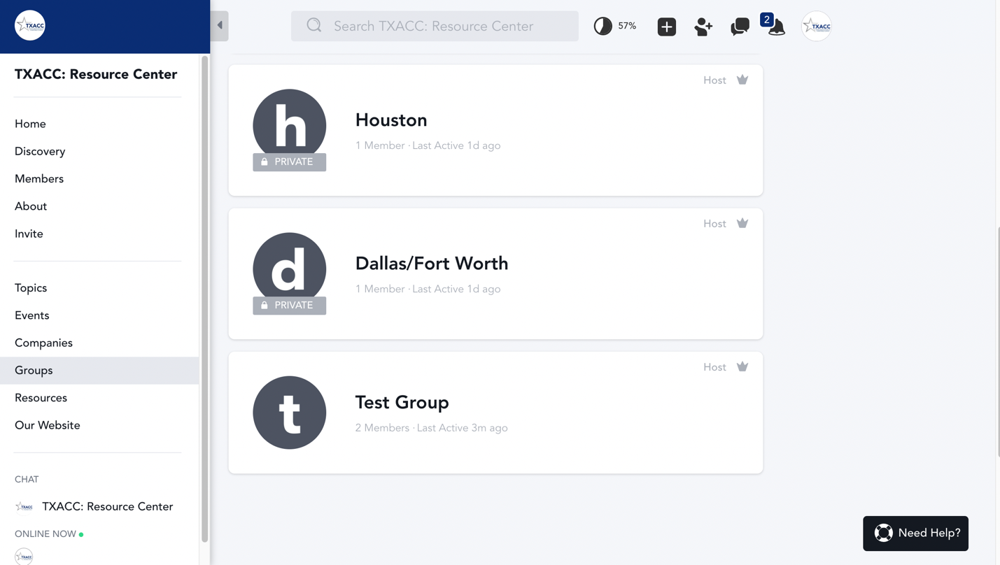 TXACC
TXACC: Resource Center
Home
Discovery
Members
About
Invite
Topics
Events
Companies
Groups
Resources
Our Website
CHAT
TXACC
TXACC: Resource Center
ONLINE NOW
TXACC
Search TXACC: Resource Center
57%
2
TXACC
Host
h
PRIVATE
Houston
1 Member · Last Active 1d ago
Host
d
PRIVATE
Dallas/Fort Worth
1 Member · Last Active 1d ago
Host
t
Test Group
2 Members · Last Active 3m ago
Need Help?